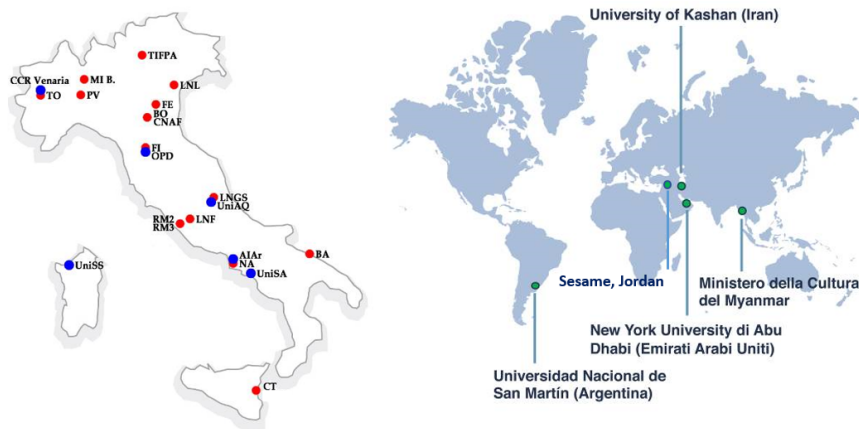 TIFPA
CCR Venaria
MI B.
LNL
TO
PV
FE
BO
CNAF
FI
OPD
LNGS
UniAQ
RM2
RM3
LNF
AIAr
NA
BA
UniSS
UniSA
CT
University of Kashan (Iran)
Sesame, Jordan
Ministero della Cultura
del Myanmar
New York University di Abu
Dhabi (Emirati Arabi Uniti)
Universidad Nacional de
San Martín (Argentina)